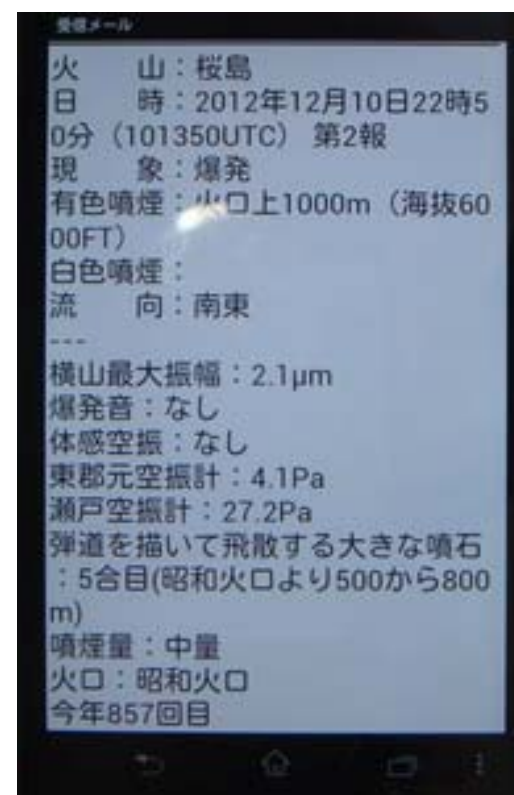 受信メール
火　　山：桜島
日　　時：2012年12月10日22時5
0分（101350UTC） 第2報
現　　象：爆発
有色噴煙：火口上1000m（海抜60
00FT）
白色噴煙：
流　　向：南東
---
横山最大振幅：2.1μm
爆発音：なし
体感空振：なし
東郡元空振計：4.1Pa
瀬戸空振計：27.2Pa
弾道を描いて飛散する大きな噴石
：5合目(昭和火口より500から800
m)
噴煙量：中量
火口：昭和火口
今年857回目